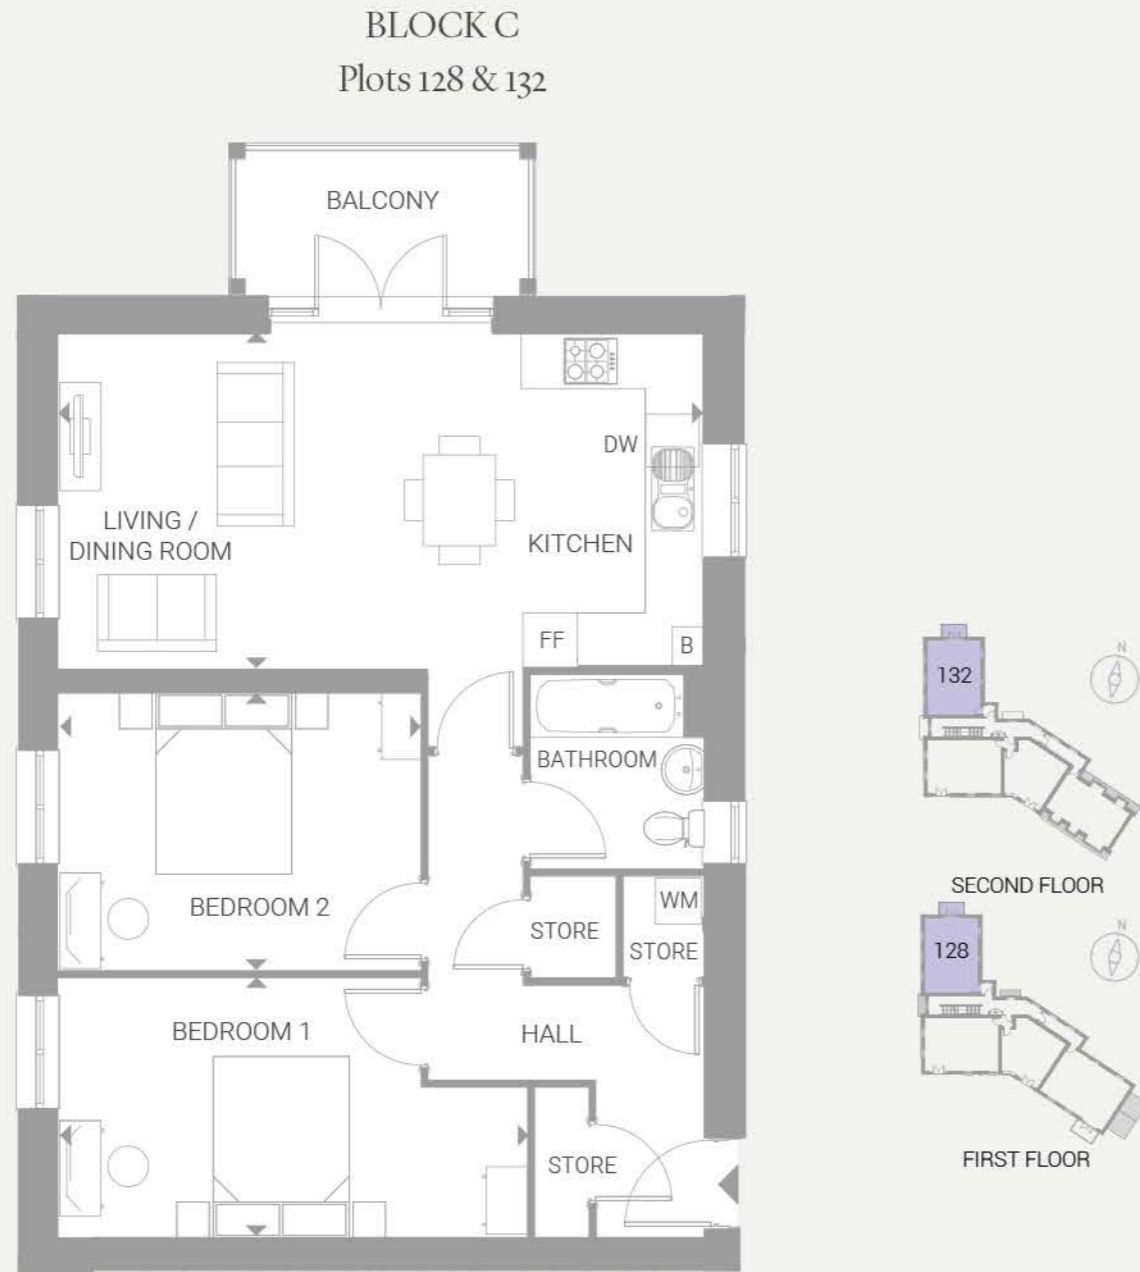 BLOCK C
Plots 128 & 132
BALCONY
DW
LIVING /
DINING ROOM
KITCHEN
FF
B
BATHROOM
BEDROOM 2
WM
STORE
STORE
BEDROOM 1
HALL
STORE
N
132
SECOND FLOOR
N
128
FIRST FLOOR